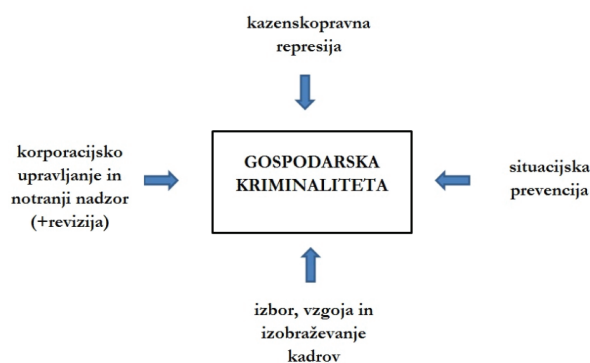 kazenskopravna
represija
korporacijsko
upravljanje in
notranji nadzor
(+revizija)
GOSPODARSKA
KRIMINALITETA
situacijska
prevencija
izbor, vzgoja in
izobraževanje
kadrov